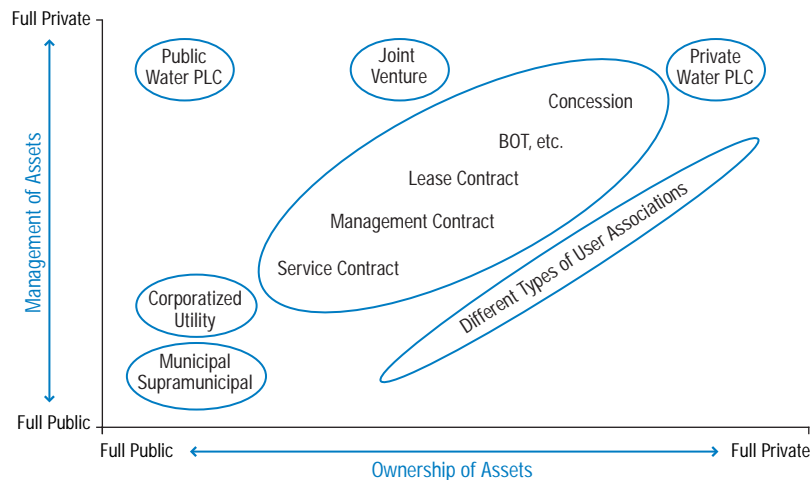 Full Private
Public
Water PLC
Joint
Venture
Private
Water PLC
Concession
BOT, etc.
Lease Contract
Management Contract
Service Contract
Different Types of User Associations
Corporatized
Utility
Municipal
Supramunicipal
Management of Assets
Full Public
Full Public
Full Private
Ownership of Assets